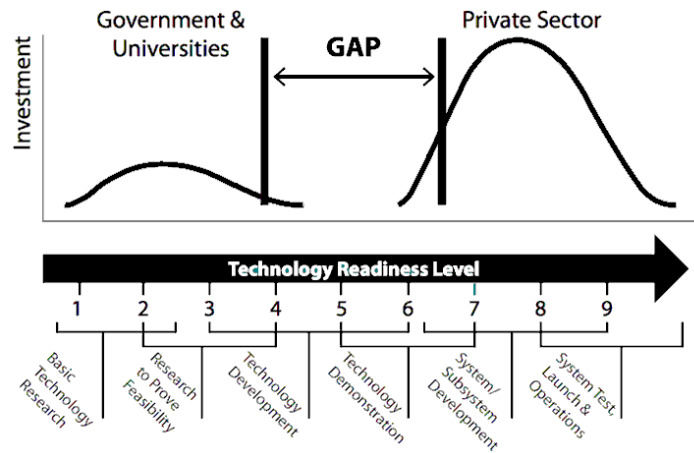 Government &
Universities
GAP
Private Sector
Investment
Technology Readiness Level
1 2 3 4 5 6 7 8 9
Basic
Technology
Research
Research
to Prove
Feasibility
Technology
Development
Technology
Demonstration
System/
Subsystem
Development
System Test,
Launch &
Operations